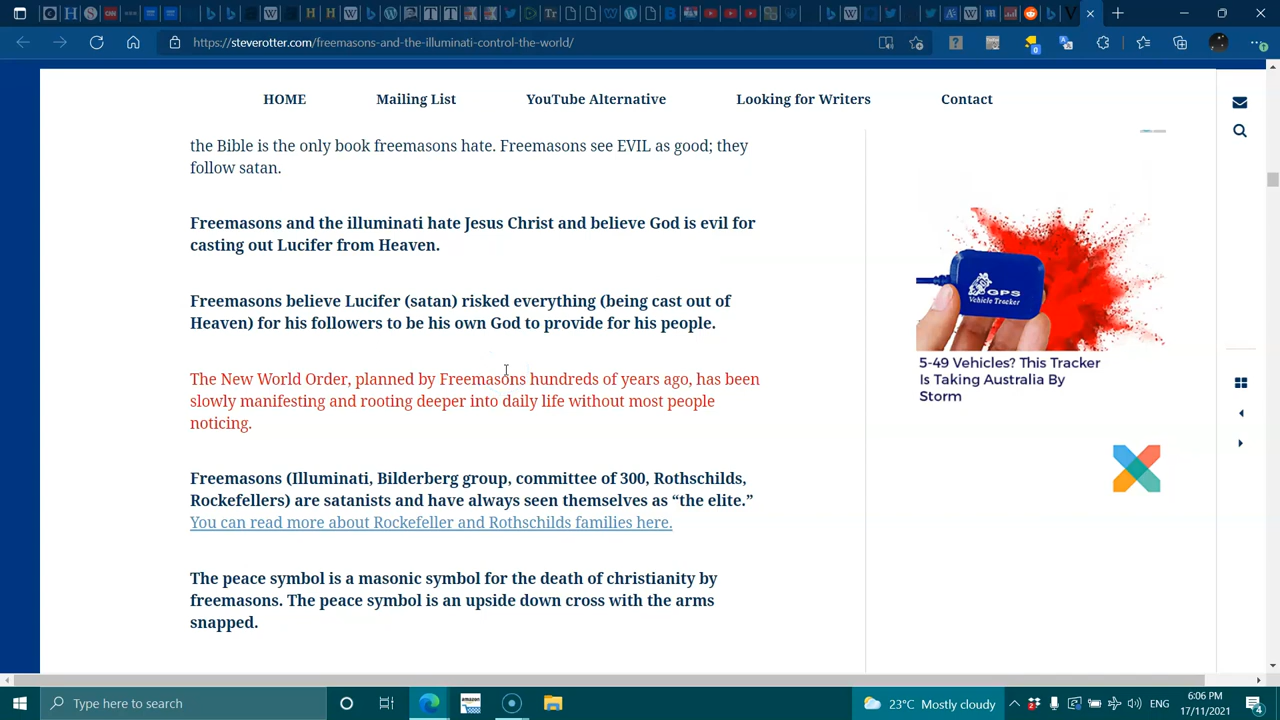 https://steverotter.com/freemasons-and-the-illuminati-control-the-world/
HOME Mailing List YouTube Alternative Looking for Writers Contact
the Bible is the only book freemasons hate. Freemasons see EVIL as good; they
follow satan.
Freemasons and the illuminati hate Jesus Christ and believe God is evil for
casting out Lucifer from Heaven.
Freemasons believe Lucifer (satan) risked everything (being cast out of
Heaven) for his followers to be his own God to provide for his people.
The New World Order, planned by Freemasons hundreds of years ago, has been
slowly manifesting and rooting deeper into daily life without most people
noticing.
Freemasons (Illuminati, Bilderberg group, committee of 300, Rothschilds,
Rockefellers) are satanists and have always seen themselves as “the elite.”
You can read more about Rockefeller and Rothschilds families here.
The peace symbol is a masonic symbol for the death of christianity by
freemasons. The peace symbol is an upside down cross with the arms
snapped.
GPS
Vehicle Tracker
5-49 Vehicles? This Tracker
Is Taking Australia By
Storm
Type here to search
amazon
23°C Mostly cloudy
ENG
6:06 PM
17/11/2021